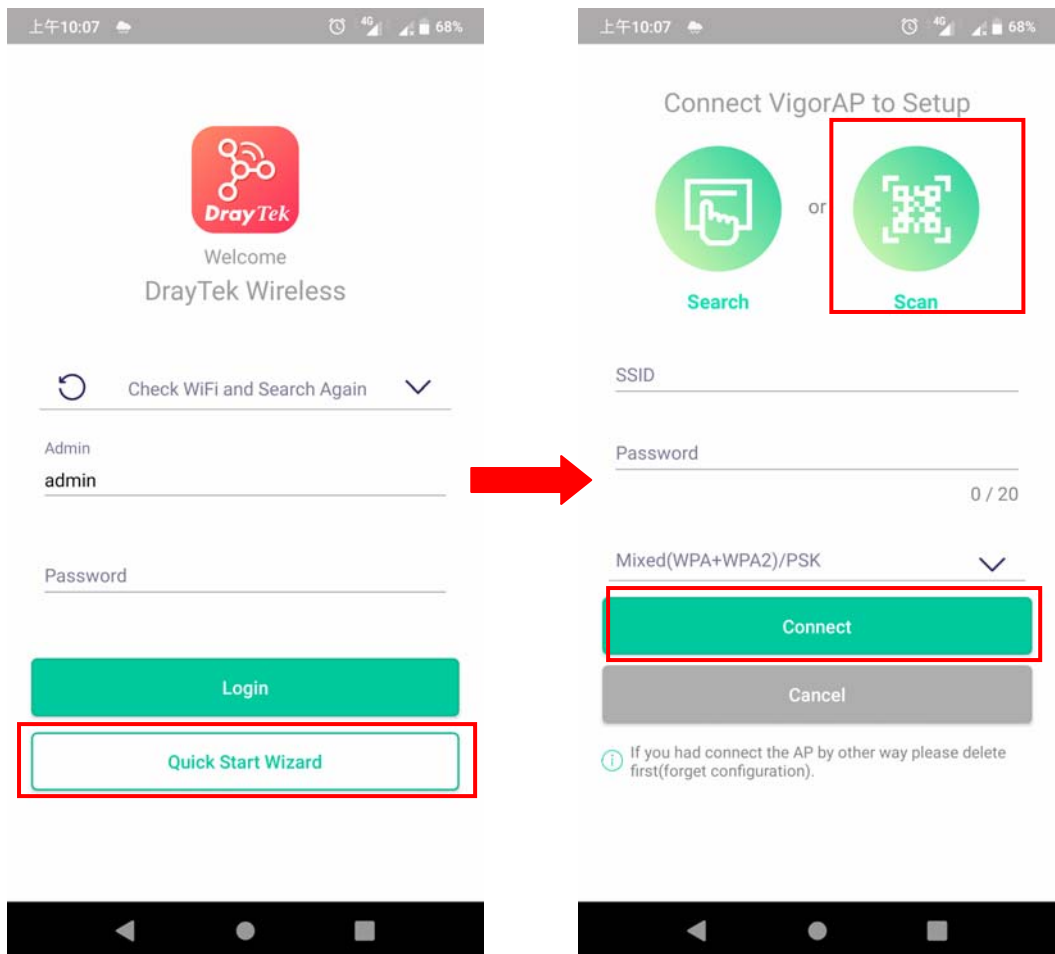 上午10:07
4G
68%
DrayTek
Welcome
DrayTek Wireless
Check WiFi and Search Again
Admin
admin
Password
Login
Quick Start Wizard
上午10:07
4G
68%
Connect VigorAP to Setup
or
Search
Scan
SSID
Password
0 / 20
Mixed(WPA+WPA2)/PSK
Connect
Cancel
If you had connect the AP by other way please delete
first(forget configuration).